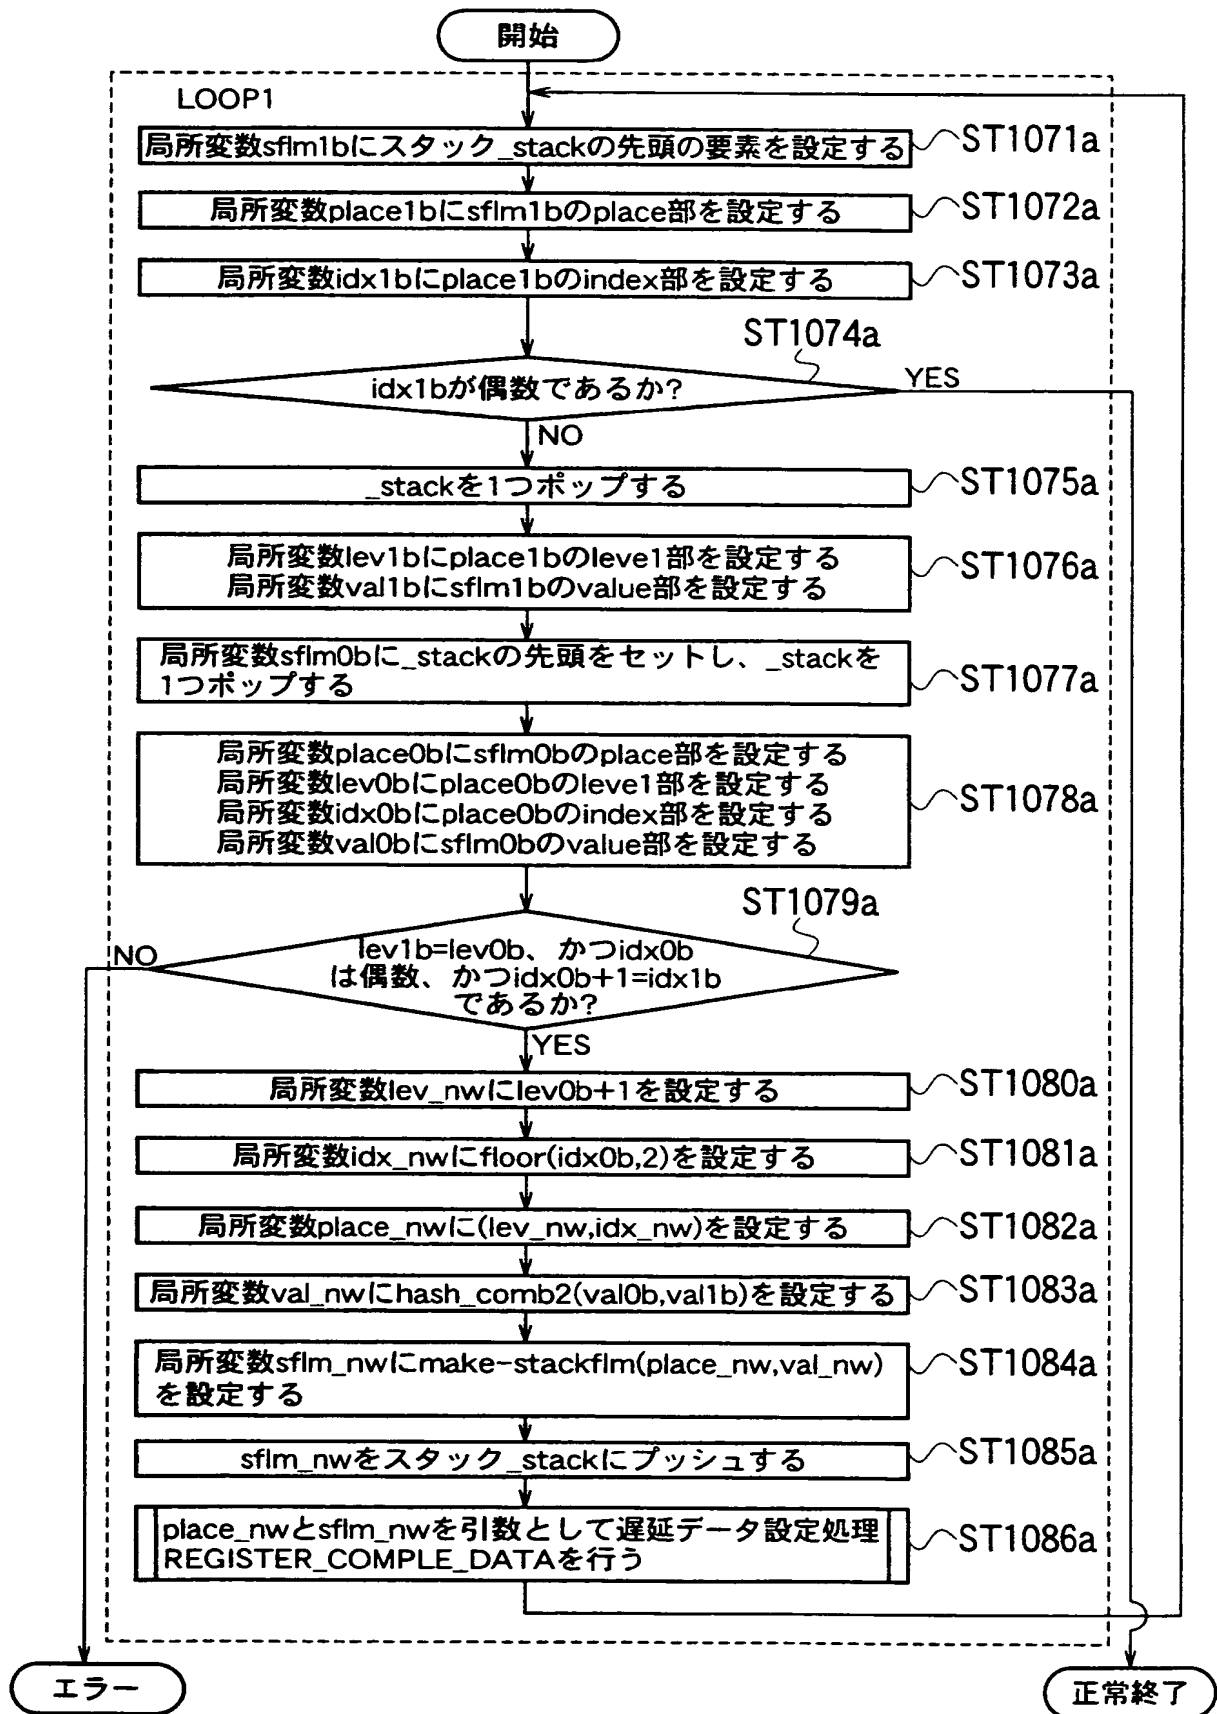 開始
LOOP1
局所変数sflm1bにスタック_stackの先頭の要素を設定する
ST1071a
局所変数place1bにsflm1bのplace部を設定する
ST1072a
局所変数idx1bにplace1bのindex部を設定する
ST1073a
ST1074a
idx1bが偶数であるか?
YES
NO
_stackを1つポップする
ST1075a
局所変数lev1bにplace1bのleve1部を設定する
局所変数val1bにsflm1bのvalue部を設定する
ST1076a
局所変数sflm0bに_stackの先頭をセットし、_stackを
1つポップする
ST1077a
局所変数place0bにsflm0bのplace部を設定する
局所変数lev0bにplace0bのleve1部を設定する
局所変数idx0bにplace0bのindex部を設定する
局所変数val0bにsflm0bのvalue部を設定する
ST1078a
ST1079a
NO
lev1b=lev0b、かつidx0b
は偶数、かつidx0b+1=idx1b
であるか?
YES
局所変数lev_nwにlev0b+1を設定する
ST1080a
局所変数idx_nwにfloor(idx0b,2)を設定する
ST1081a
局所変数place_nwに(lev_nw,idx_nw)を設定する
ST1082a
局所変数val_nwにhash_comb2(val0b,val1b)を設定する
ST1083a
局所変数sflm_nwにmake-stackflm(place_nw,val_nw)
を設定する
ST1084a
sflm_nwをスタック_stackにプッシュする
ST1085a
place_nwとsflm_nwを引数として遅延データ設定処理
REGISTER_COMPLE_DATAを行う
ST1086a
エラー
正常終了